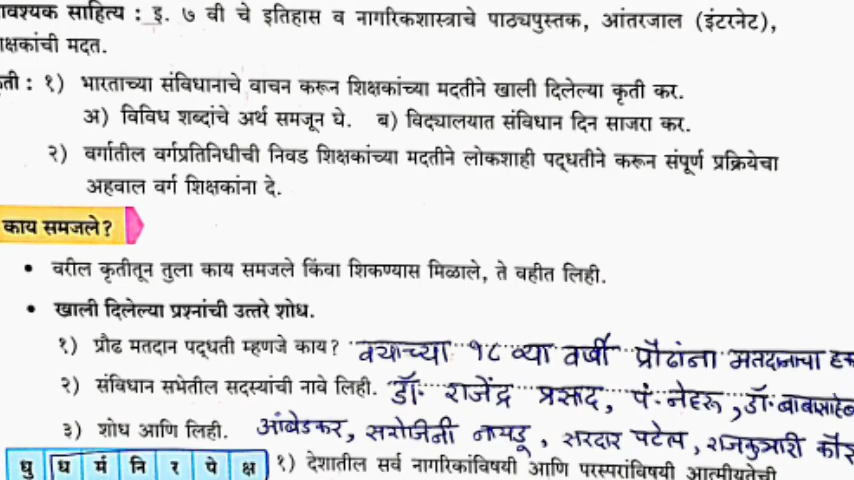 वश्यक साहित्य : इ. ७ वी चे इतिहास व नागरिकशास्त्राचे पाठ्यपुस्तक, आंतरजाल (इंटरनेट),
क्षकांची मदत.
ती : १) भारताच्या संविधानाचे वाचन करून शिक्षकांच्या मदतीने खाली दिलेल्या कृती कर.
अ) विविध शब्दांचे अर्थ समजून घे. ब) विद्यालयात संविधान दिन साजरा कर.
२) वर्गातील वर्गप्रतिनिधीची निवड शिक्षकांच्या मदतीने लोकशाही पद्धतीने करून संपूर्ण प्रक्रियेचा
अहवाल वर्ग शिक्षकांना दे.
काय समजले?
• वरील कृतीतून तुला काय समजले किंवा शिकण्यास मिळाले, ते वहीत लिही.
• खाली दिलेल्या प्रश्नांची उत्तरे शोध.
१) प्रौढ मतदान पद्धती म्हणजे काय? वयाच्या १८ व्या वर्षी प्रौढांना मतदानाचा हक
२) संविधान सभेतील सदस्यांची नावे लिही. डॉ. राजेंद्र प्रसाद, पं. नेहरू, डॉ. बाबासाहेब
३) शोध आणि लिही. आंबेडकर, सरोजिनी नायडू, सरदार पटेल, राजकुमारी कौर
धु ध र्म नि र पे क्ष १) देशातील सर्व नागरिकांविषयी आणि परस्परांविषयी आत्मीयतेची